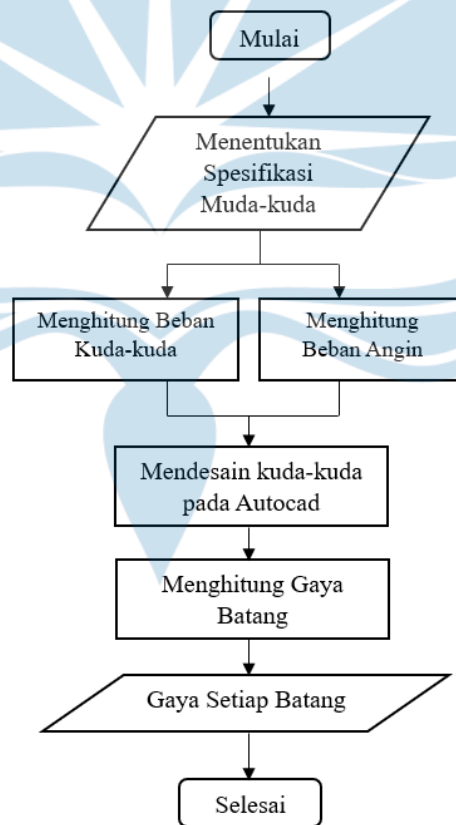 Mulai
Menentukan
Spesifikasi
Muda-kuda
Menghitung Beban
Kuda-kuda
Menghitung
Beban Angin
Mendesain kuda-kuda
pada Autocad
Menghitung Gaya
Batang
Gaya Setiap Batang
Selesai